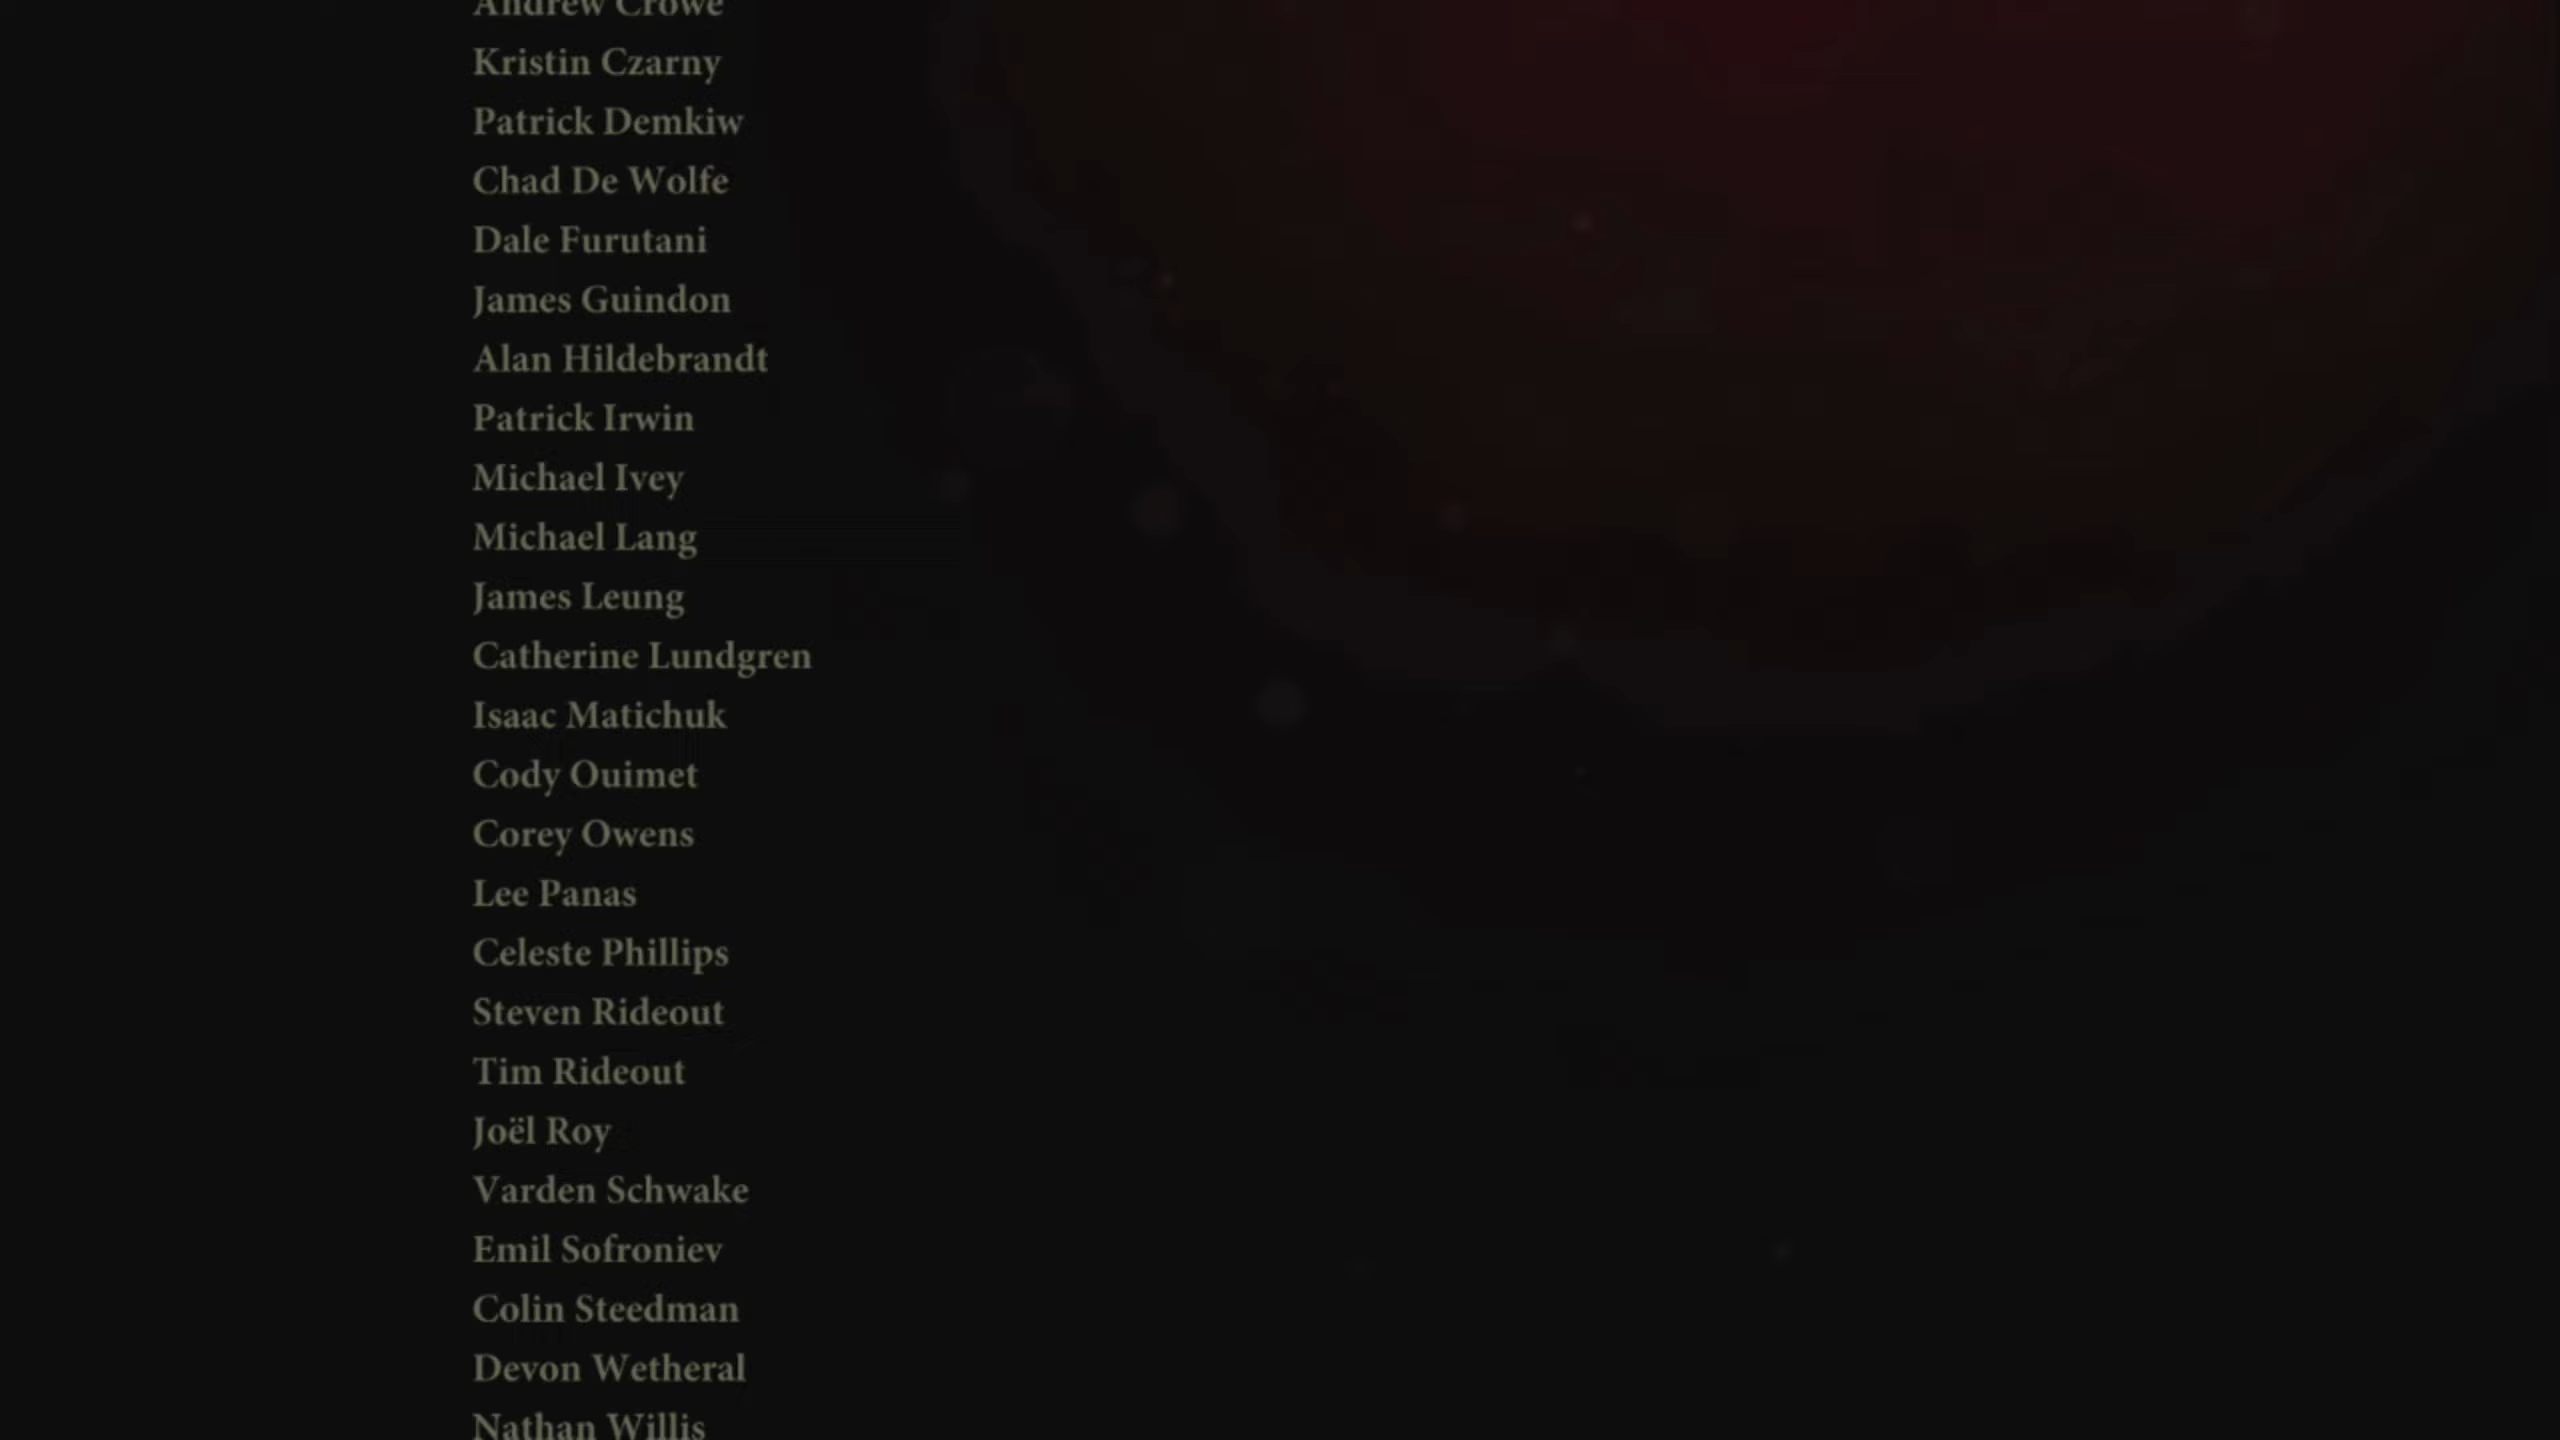 Andrew Crowe
Kristin Czarny
Patrick Demkiw
Chad De Wolfe
Dale Furutani
James Guindon
Alan Hildebrandt
Patrick Irwin
Michael Ivey
Michael Lang
James Leung
Catherine Lundgren
Isaac Matichuk
Cody Ouimet
Corey Owens
Lee Panas
Celeste Phillips
Steven Rideout
Tim Rideout
Joël Roy
Varden Schwake
Emil Sofroniev
Colin Steedman
Devon Wetheral
Nathan Willis